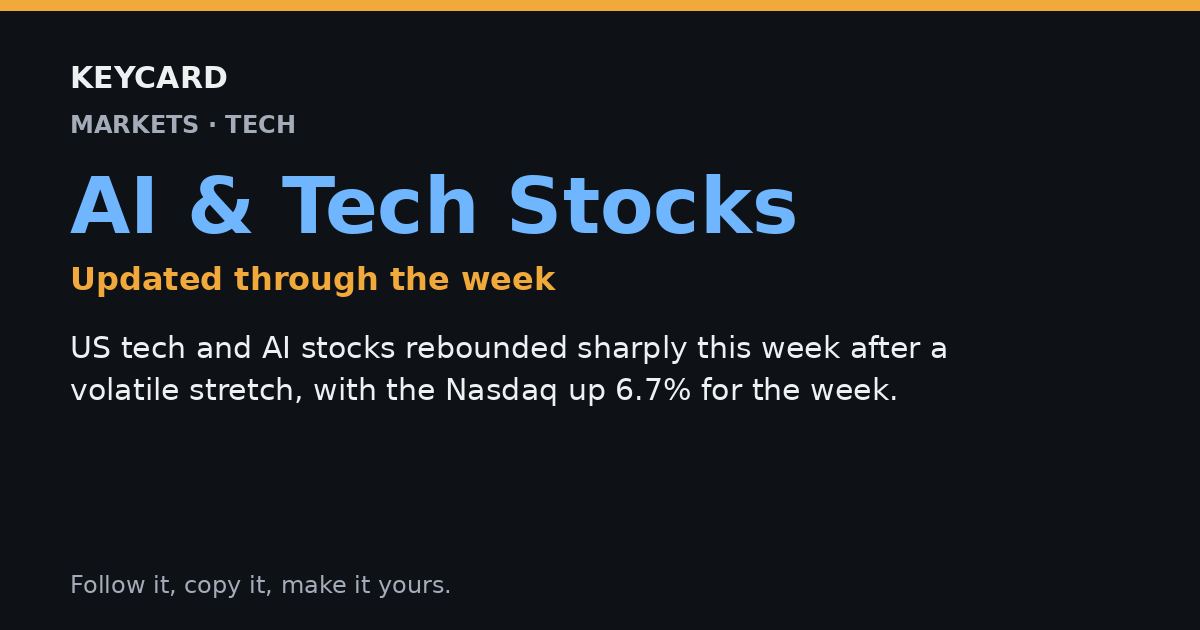 KEYCARD
MARKETS · TECH
AI & Tech Stocks
Updated through the week
US tech and AI stocks rebounded sharply this week after a
volatile stretch, with the Nasdaq up 6.7% for the week.
Follow it, copy it, make it yours.